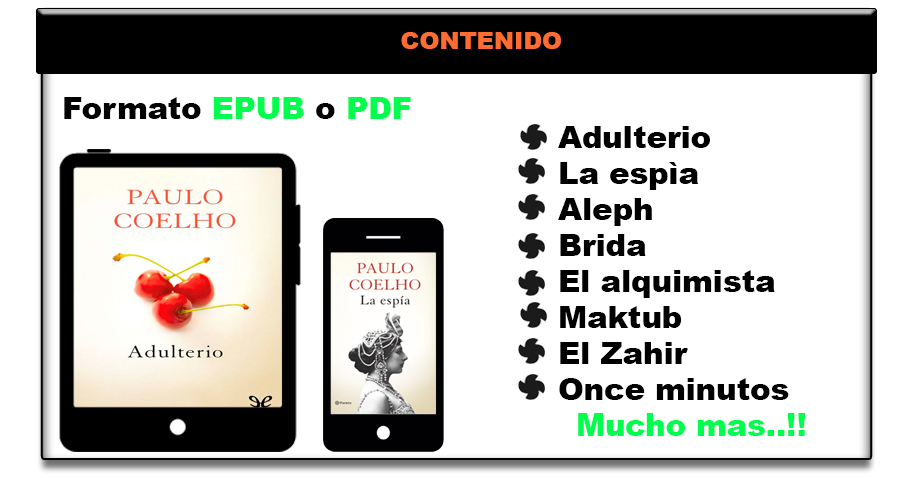 CONTENIDO
Formato EPUB o PDF
PAULO
COELHO
Adulterio
PAULO
COELHO
La espía
Planeta
Adulterio
La espìa
Aleph
Brida
El alquimista
Maktub
El Zahir
Once minutos
Mucho mas..!!